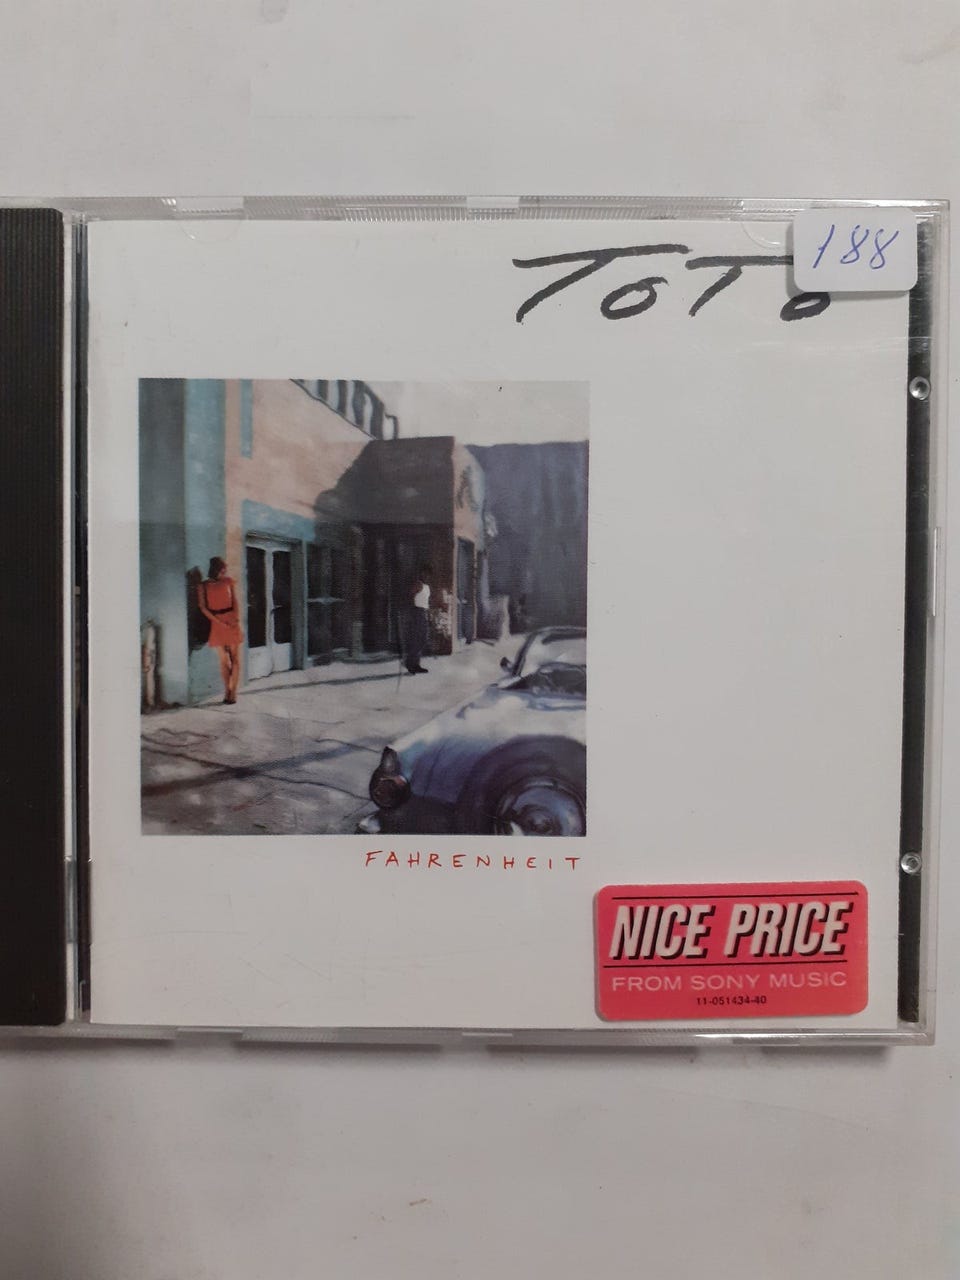 TOTO
188
FAHRENHEIT
NICE PRICE
FROM SONY MUSIC
11-051434-40